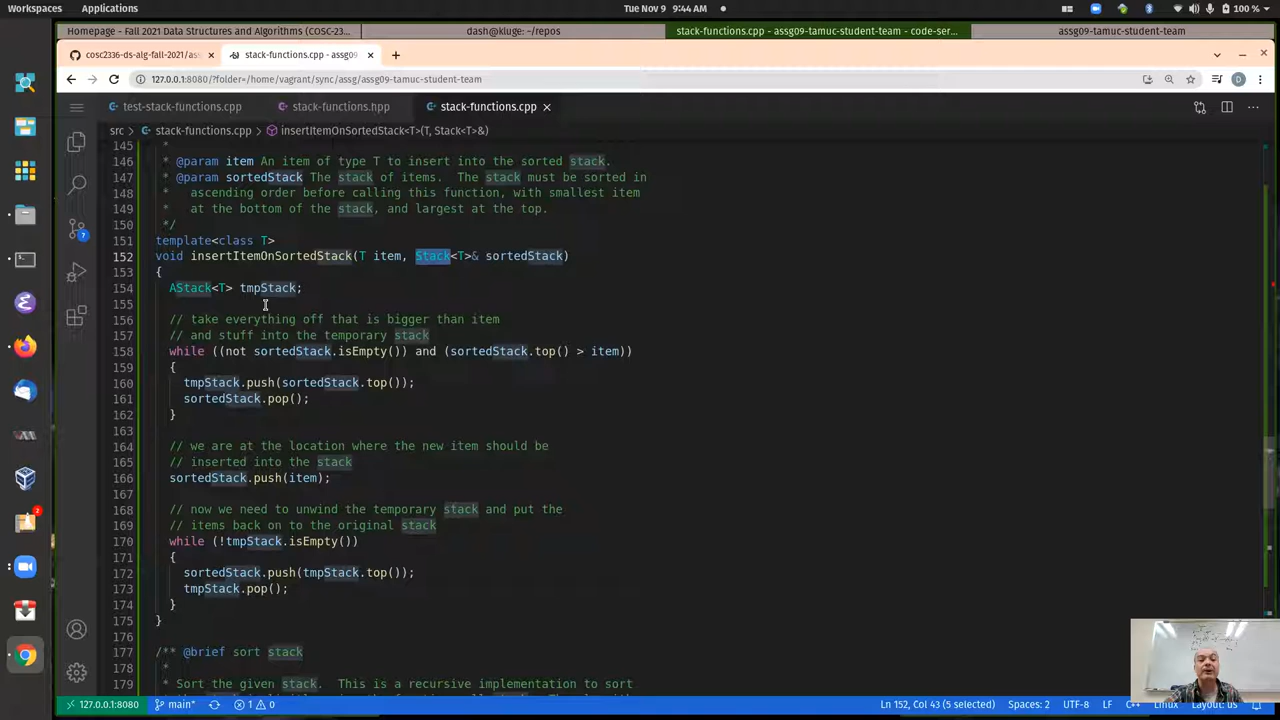 Workspaces Applications Tue Nov 9 9:44 AM 100 %
Homepage - Fall 2021 Data Structures and Algorithms (COSC-23... dash@kluge: ~/repos stack-functions.cpp - assg09-tamuc-student-team - code-ser... assg09-tamuc-student-team
cosc2336-ds-alg-fall-2021/ass stack-functions.cpp - assg09
127.0.0.1:8080/?folder=/home/vagrant/sync/assg/assg09-tamuc-student-team
test-stack-functions.cpp stack-functions.hpp stack-functions.cpp
src > stack-functions.cpp > insertItemOnSortedStack<T>(T, Stack<T>&)
145 *
146 * @param item An item of type T to insert into the sorted stack.
147 * @param sortedStack The stack of items. The stack must be sorted in
148 * ascending order before calling this function, with smallest item
149 * at the bottom of the stack, and largest at the top.
150 */
151 template<class T>
152 void insertItemOnSortedStack(T item, Stack<T>& sortedStack)
153 {
154 AStack<T> tmpStack;
155
156 // take everything off that is bigger than item
157 // and stuff into the temporary stack
158 while ((not sortedStack.isEmpty()) and (sortedStack.top() > item))
159 {
160 tmpStack.push(sortedStack.top());
161 sortedStack.pop();
162 }
163
164 // we are at the location where the new item should be
165 // inserted into the stack
166 sortedStack.push(item);
167
168 // now we need to unwind the temporary stack and put the
169 // items back on to the original stack
170 while (!tmpStack.isEmpty())
171 {
172 sortedStack.push(tmpStack.top());
173 tmpStack.pop();
174 }
175 }
176
177 /** @brief sort stack
178 *
179 * Sort the given stack. This is a recursive implementation to sort
127.0.0.1:8080 main* 1 0 Ln 152, Col 43 (5 selected) Spaces: 2 UTF-8 LF C++ Linux Layout: us